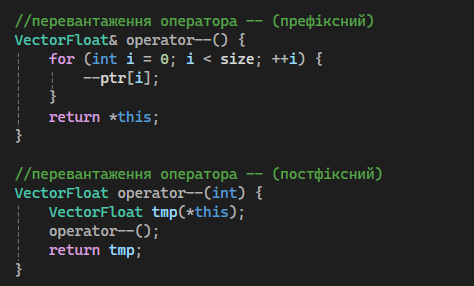 //перевантаження оператора -- (префіксний)
VectorFloat& operator--() {
for (int i = 0; i < size; ++i) {
--ptr[i];
}
return *this;
}
//перевантаження оператора -- (постфіксний)
VectorFloat operator--(int) {
VectorFloat tmp(*this);
operator--();
return tmp;
}